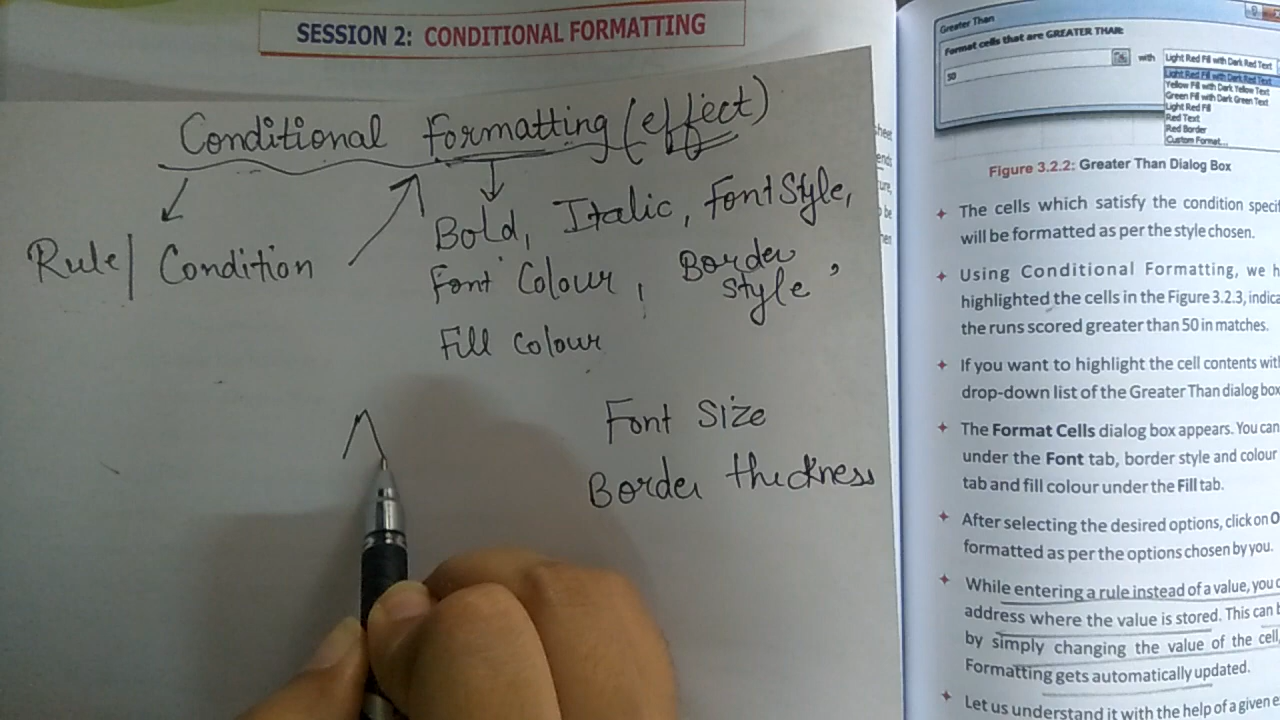 SESSION 2: CONDITIONAL FORMATTING
Conditional formatting (effect)
Rule/ Condition
Bold, Italic, Font Style,
Font Colour, Border Style,
Fill Colour
Font Size
Border thickness
Greater Than
Format cells that are GREATER THAN:
50
with
Light Red Fill with Dark Red Text
Light Red Fill with Dark Red Text
Yellow Fill with Dark Yellow Text
Green Fill with Dark Green Text
Light Red Fill
Red Text
Red Border
Custom Format...
Figure 3.2.2: Greater Than Dialog Box
The cells which satisfy the condition specif
will be formatted as per the style chosen.
Using Conditional Formatting, we h
highlighted the cells in the Figure 3.2.3, indica
the runs scored greater than 50 in matches.
If you want to highlight the cell contents wit
drop-down list of the Greater Than dialog box
The Format Cells dialog box appears. You can
under the Font tab, border style and colour
tab and fill colour under the Fill tab.
After selecting the desired options, click on O
formatted as per the options chosen by you.
While entering a rule instead of a value, you c
address where the value is stored. This can b
by simply changing the value of the cell,
Formatting gets automatically updated.
Let us understand it with the help of a given e